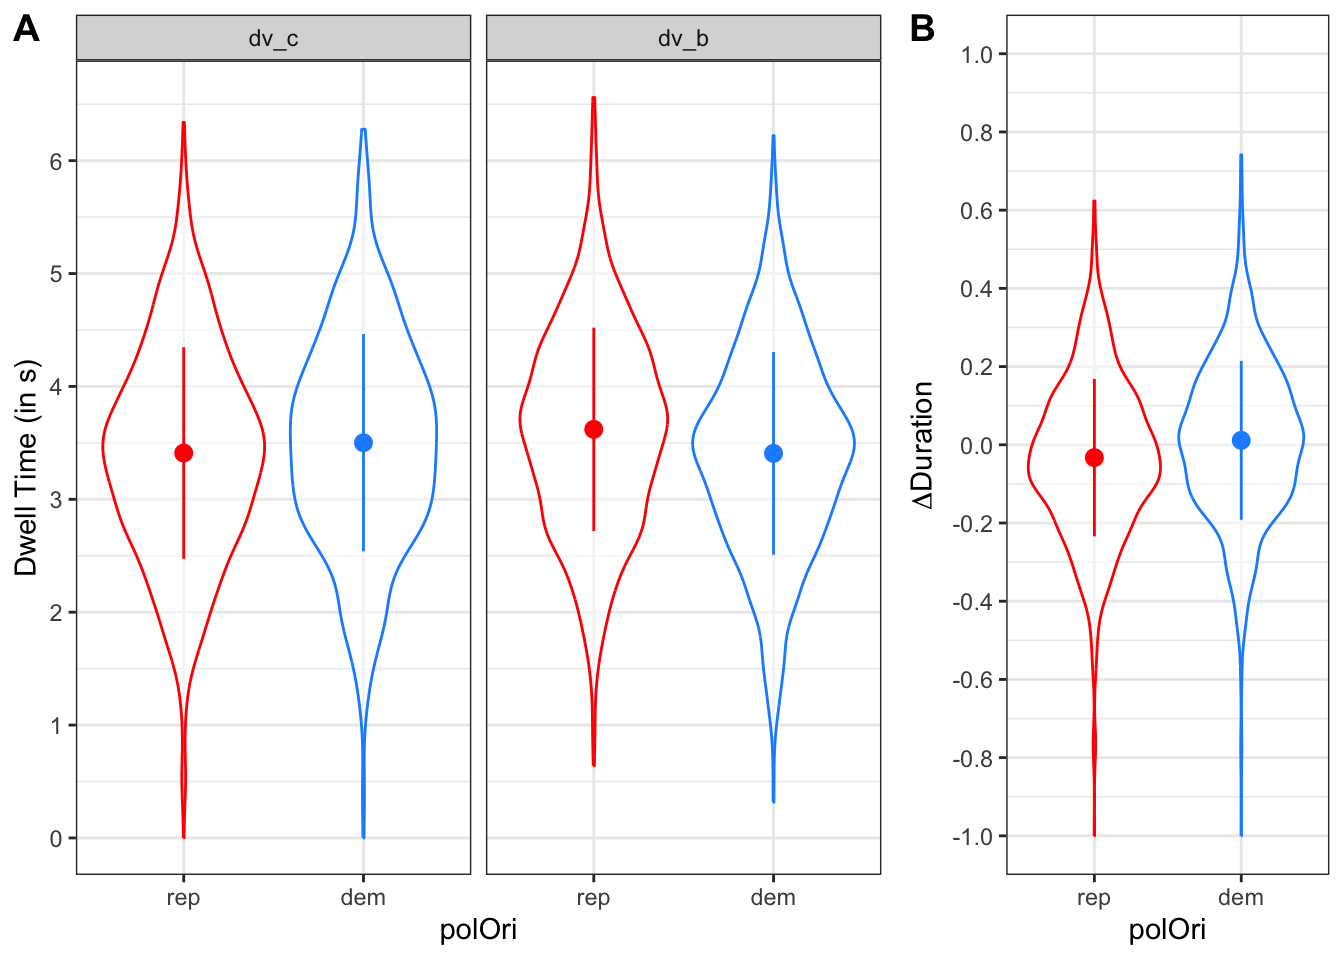 A
dv_c
dv_b
Dwell Time (in s)
6
5
4
3
2
1
0
rep
dem
rep
dem
polOri
B
ΔDuration
1.0
0.8
0.6
0.4
0.2
0.0
-0.2
-0.4
-0.6
-0.8
-1.0
rep
dem
polOri